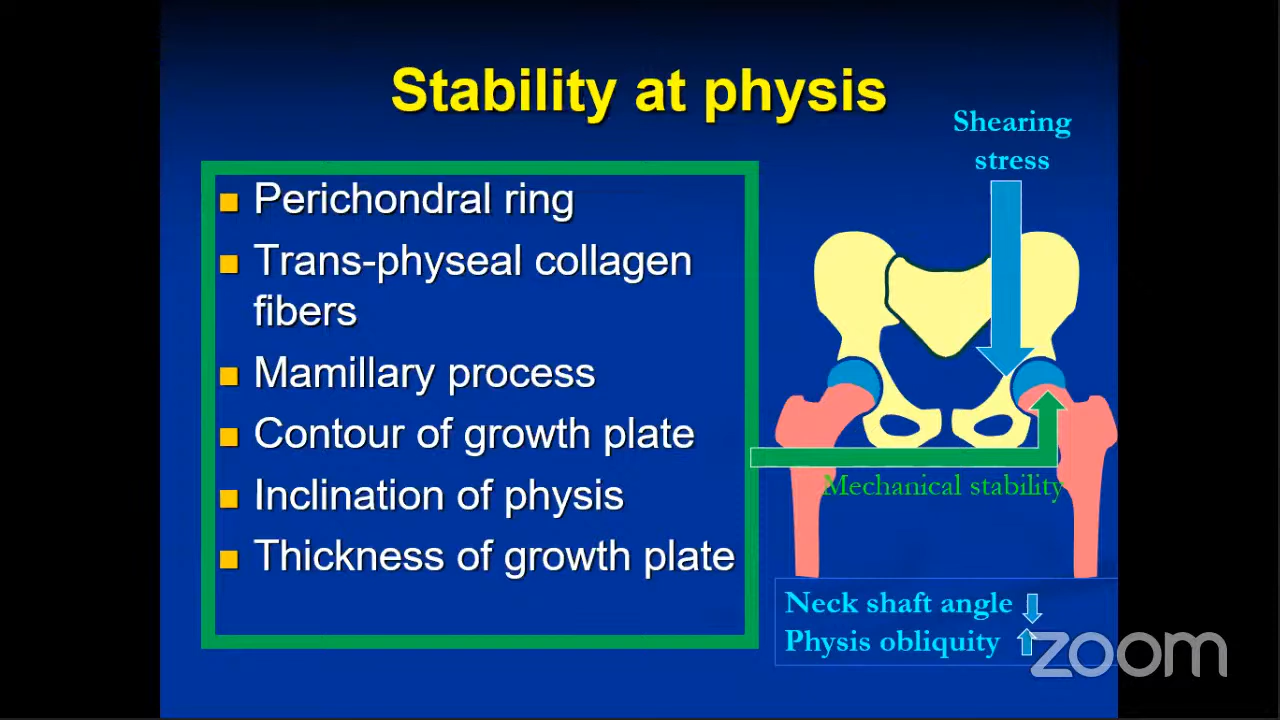 Stability at physis
Shearing
stress
Perichondral ring
Trans-physeal collagen
fibers
Mamillary process
Contour of growth plate
Inclination of physis
Thickness of growth plate
Mechanical stability
Neck shaft angle
Physis obliquity
zoom